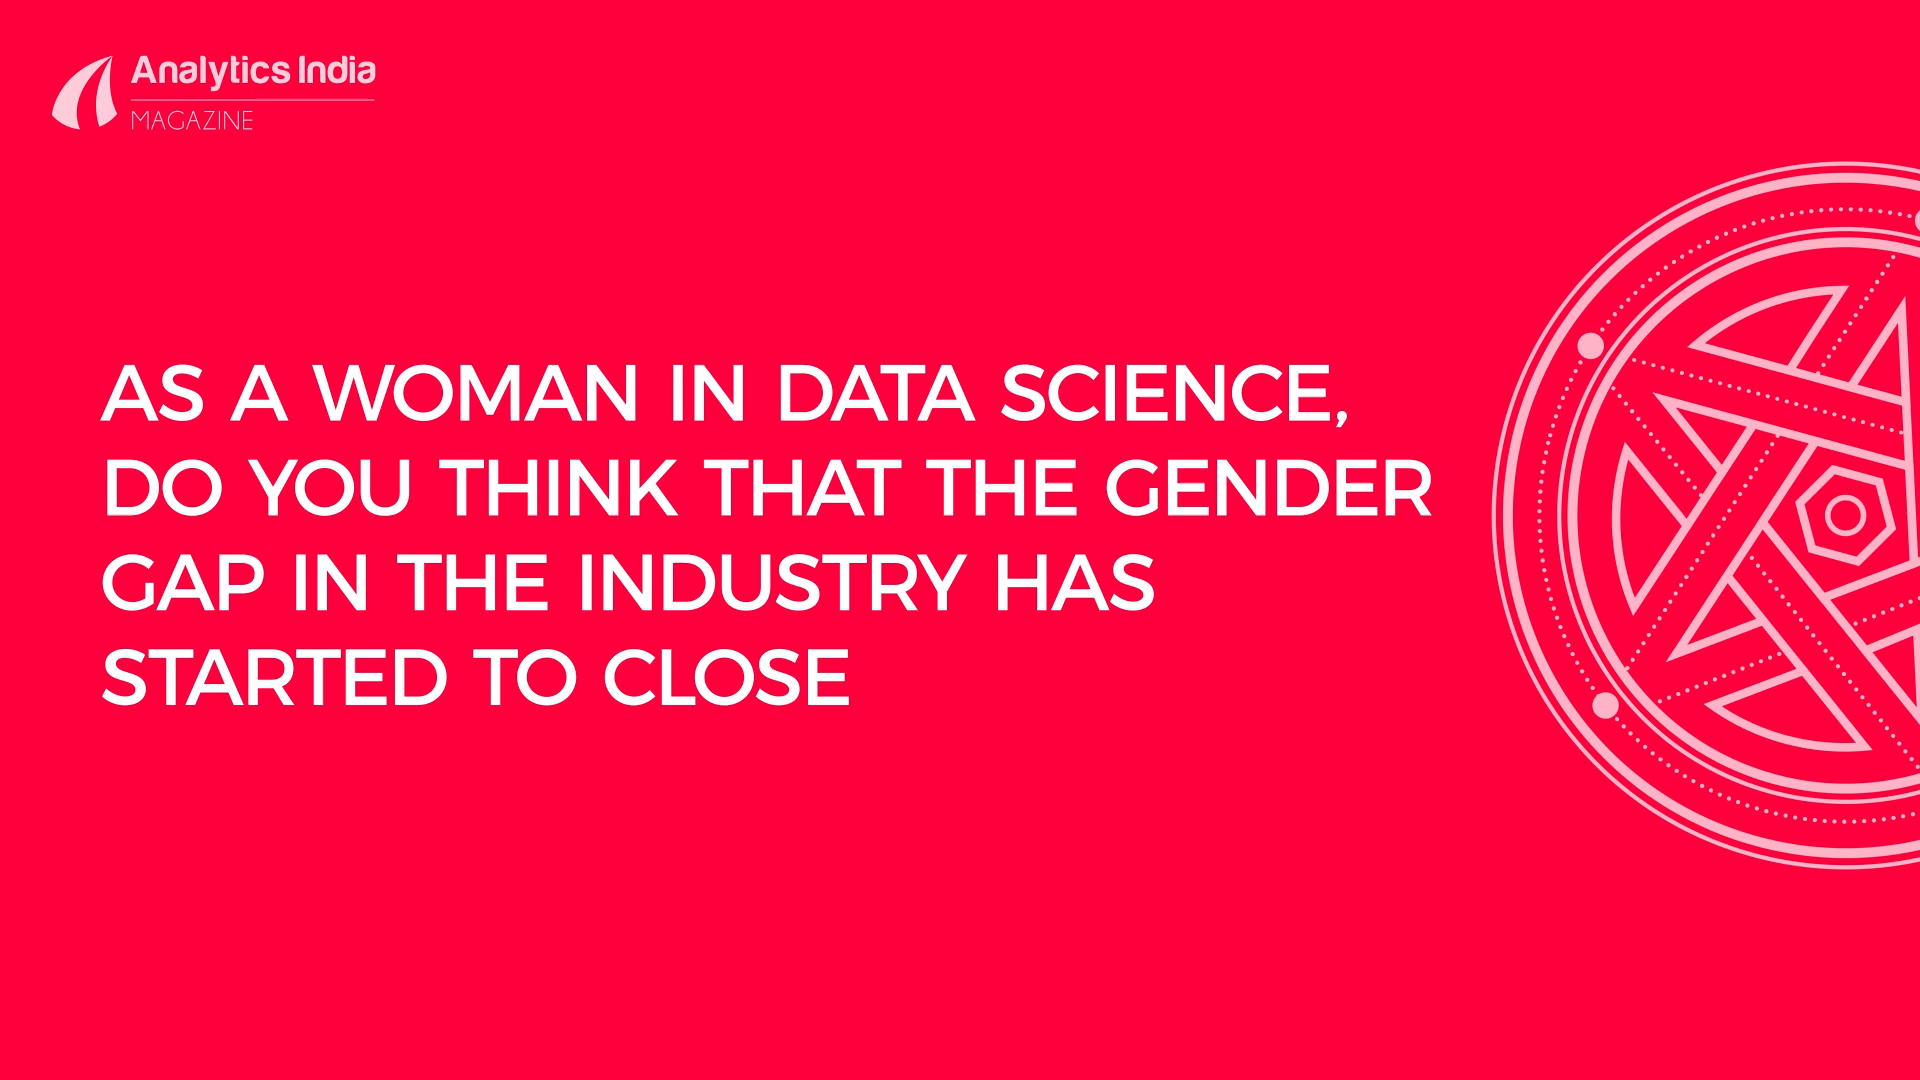 Analytics India
MAGAZINE
AS A WOMAN IN DATA SCIENCE,
DO YOU THINK THAT THE GENDER
GAP IN THE INDUSTRY HAS
STARTED TO CLOSE